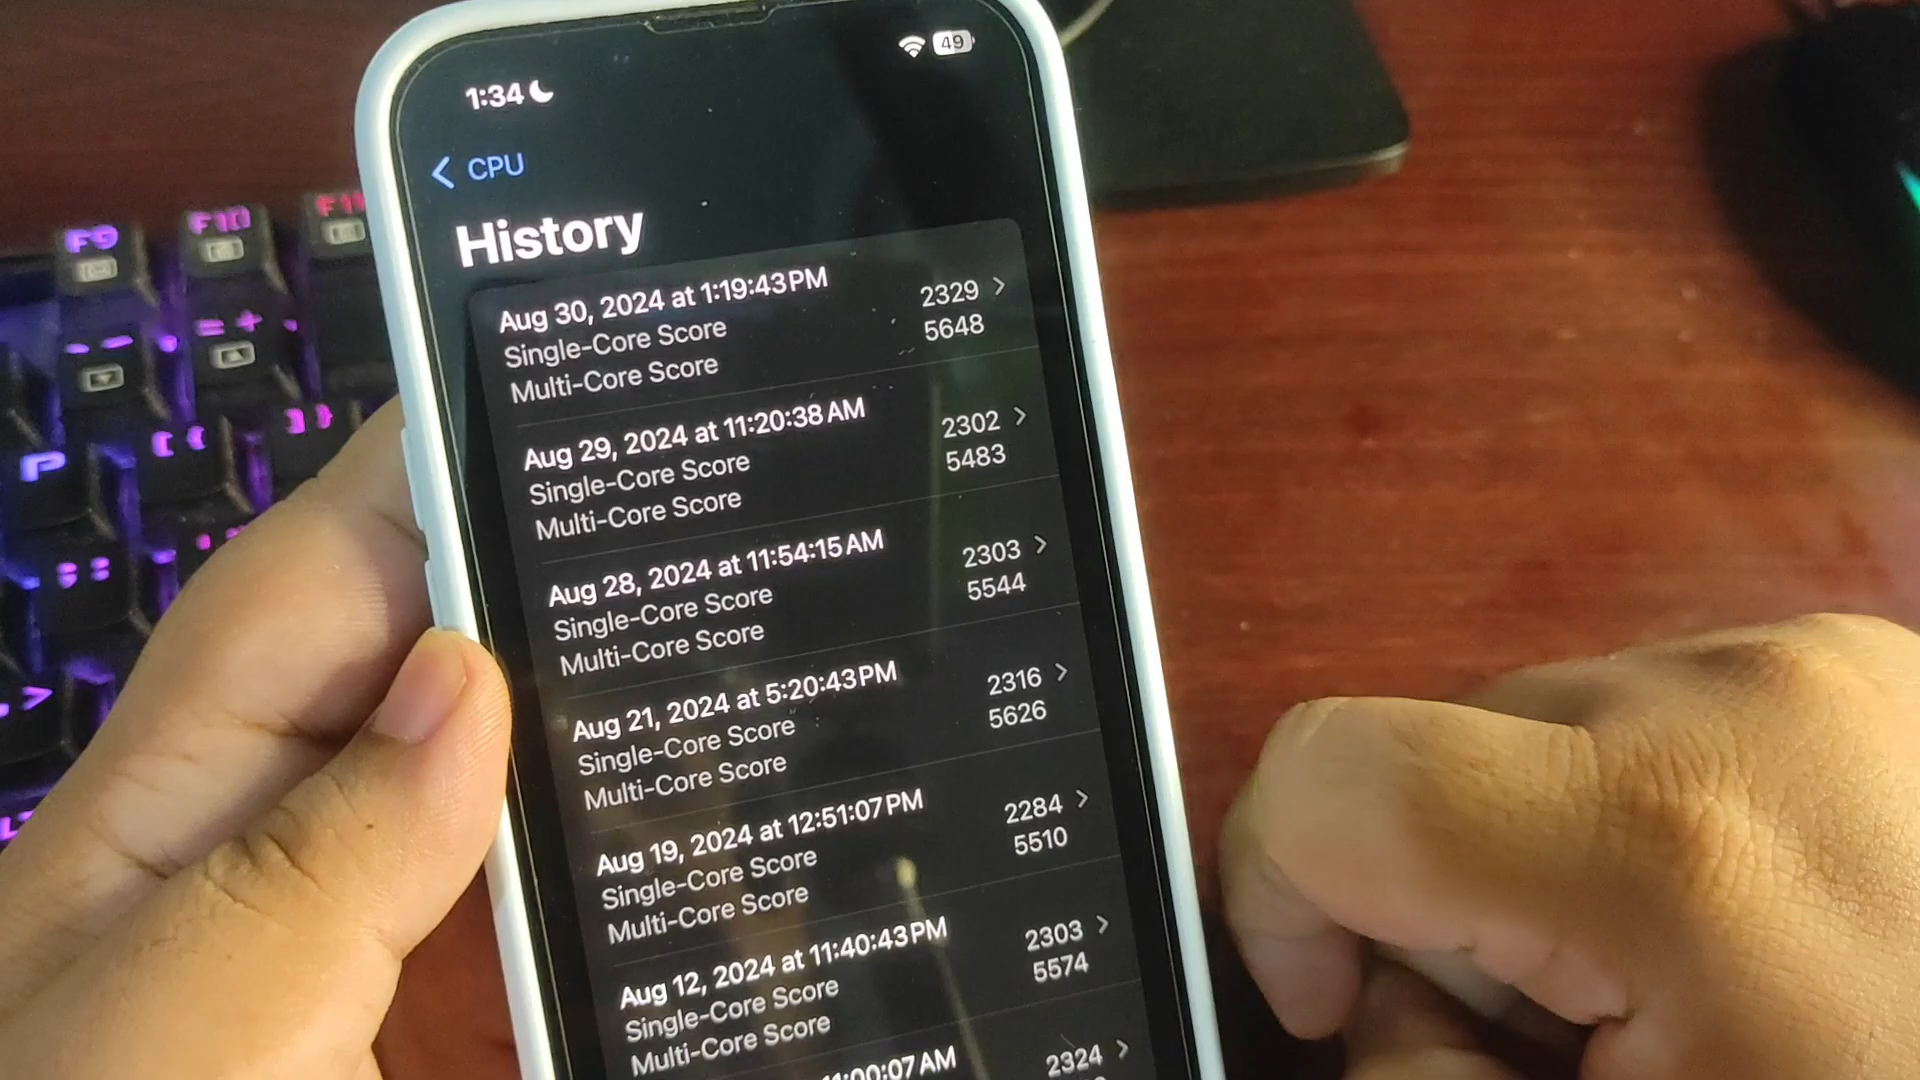 1:34
49
CPU
History
Aug 30, 2024 at 1:19:43 PM
Single-Core Score 2329
Multi-Core Score 5648
Aug 29, 2024 at 11:20:38 AM
Single-Core Score 2302
Multi-Core Score 5483
Aug 28, 2024 at 11:54:15 AM
Single-Core Score 2303
Multi-Core Score 5544
Aug 21, 2024 at 5:20:43 PM
Single-Core Score 2316
Multi-Core Score 5626
Aug 19, 2024 at 12:51:07 PM
Single-Core Score 2284
Multi-Core Score 5510
Aug 12, 2024 at 11:40:43 PM
Single-Core Score 2303
Multi-Core Score 5574
AM
2324
F9
F10
F11
- -
= +
P
[ {
] }
; :
>